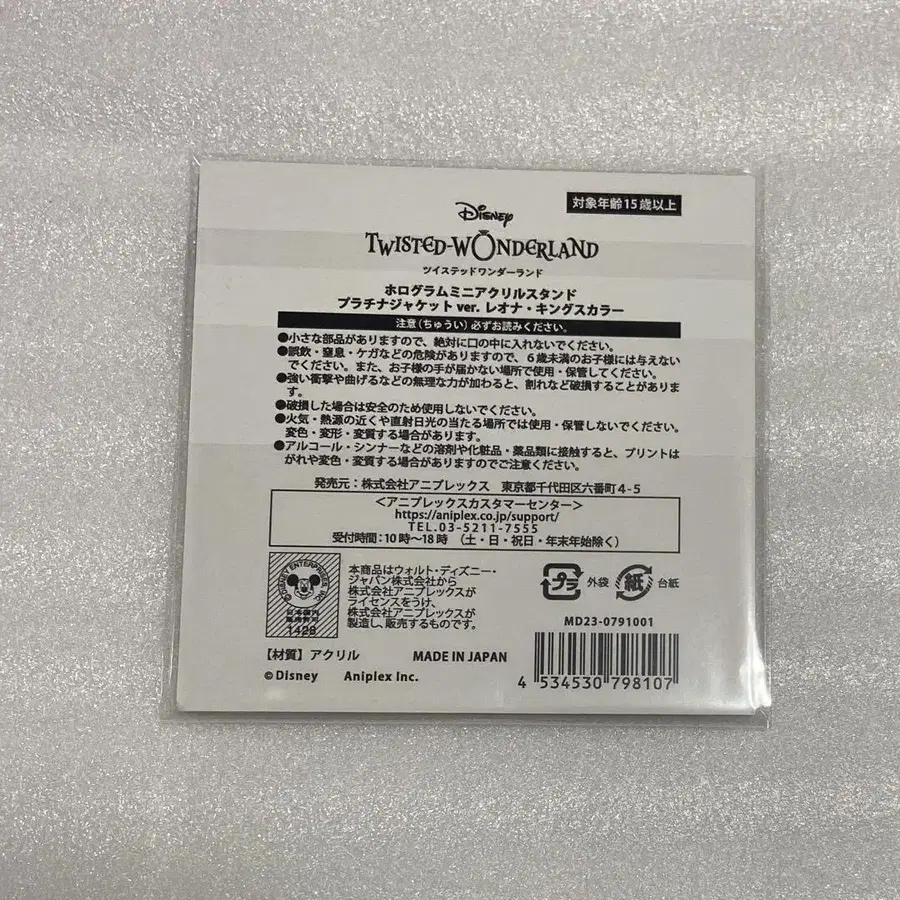 対象年齢15歳以上
Disney
TWISTED-WONDERLAND
ツイステッドワンダーランド
ホログラムミニアクリルスタンド
プラチナジャケット ver. レオナ・キングスカラー
注意(ちゅうい) 必ずお読みください。
●小さな部品がありますので、絶対に口の中に入れないでください。
●誤飲・窒息・ケガなどの危険がありますので、6歳未満のお子様には与えない
でください。また、お子様の手が届かない場所で使用・保管してください。
●強い衝撃や曲げるなどの無理な力が加わると、割れなど破損することがありま
す。
●破損した場合は安全のため使用しないでください。
●火気・熱源の近くや直射日光の当たる場所では使用・保管しないでください。
変色・変形・変質する場合があります。
●アルコール・シンナーなどの溶剤や化粧品・薬品類に接触すると、プリントは
がれや変色・変質する場合がありますのでご注意ください。
発売元:株式会社アニプレックス 東京都千代田区六番町4-5
<アニプレックスカスタマーセンター>
https://aniplex.co.jp/support/
TEL.03-5211-7555
受付時間:10時~18時 (土・日・祝日・年末年始除く)
©DISNEY ENTERPRISES, INC.
日本国内
販売許可
1428
本商品はウォルト・ディズニー・
ジャパン株式会社から
株式会社アニプレックスが
ライセンスをうけ、
株式会社アニプレックスが
製造し、販売するものです。
プラ 外袋 紙 台紙
MD23-0791001
【材質】アクリル MADE IN JAPAN
©Disney Aniplex Inc.
4 534530 798107